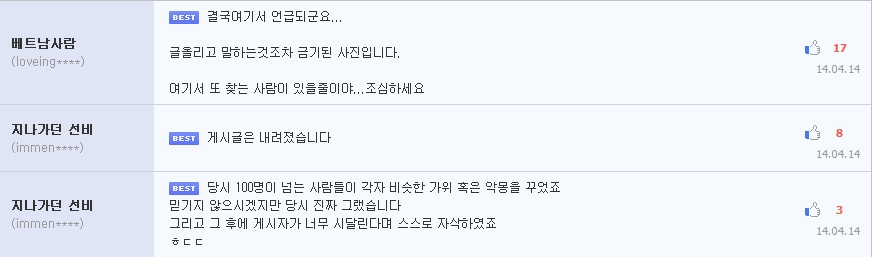 베트남사람
(loveing****)
BEST 결국여기서 언급되군요...
글올리고 말하는것조차 금기된 사진입니다.
여기서 또 찾는 사람이 있을줄이야...조심하세요
17
14.04.14
지나가던 선비
(immen****)
BEST 게시글은 내려졌습니다
8
14.04.14
지나가던 선비
(immen****)
BEST 당시 100명이 넘는 사람들이 각자 비슷한 가위 혹은 악몽을 꾸었죠
믿기지 않으시겠지만 당시 진짜 그랬습니다
그리고 그 후에 게시자가 너무 시달린다며 스스로 자삭하였죠
ㅎㄷㄷ
3
14.04.14